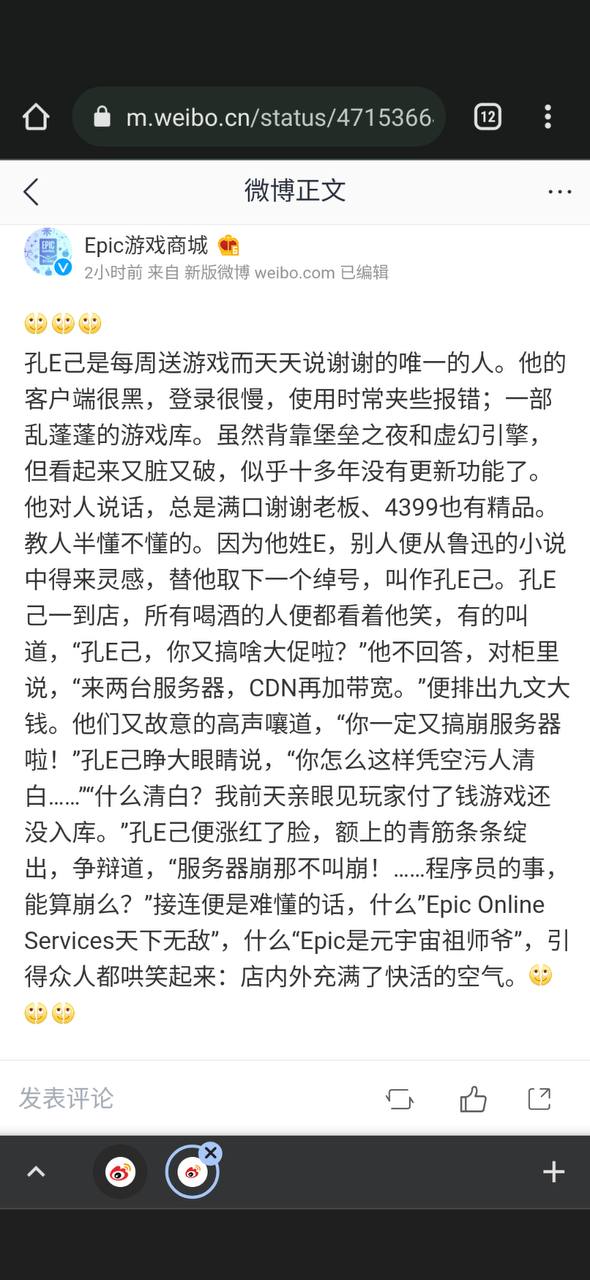 m.weibo.cn/status/4715366
12
微博正文
Epic游戏商城
2小时前 来自 新版微博 weibo.com 已编辑
孔E己是每周送游戏而天天说谢谢的唯一的人。他的
客户端很黑，登录很慢，使用时常夹些报错；一部
乱蓬蓬的游戏库。虽然背靠堡垒之夜和虚幻引擎，
但看起来又脏又破，似乎十多年没有更新功能了。
他对人说话，总是满口谢谢老板、4399也有精品。
教人半懂不懂的。因为他姓E，别人便从鲁迅的小说
中得来灵感，替他取下一个绰号，叫作孔E己。孔E
己一到店，所有喝酒的人便都看着他笑，有的叫
道，“孔E己，你又搞啥大促啦？”他不回答，对柜里
说，“来两台服务器，CDN再加带宽。”便排出九文大
钱。他们又故意的高声嚷道，“你一定又搞崩服务器
啦！”孔E己睁大眼睛说，“你怎么这样凭空污人清
白……”“什么清白？我前天亲眼见玩家付了钱游戏还
没入库。”孔E己便涨红了脸，额上的青筋条条绽
出，争辩道，“服务器崩那不叫崩！……程序员的事，
能算崩么？”接连便是难懂的话，什么”Epic Online
Services天下无敌”，什么“Epic是元宇宙祖师爷”，引
得众人都哄笑起来：店内外充满了快活的空气。
发表评论